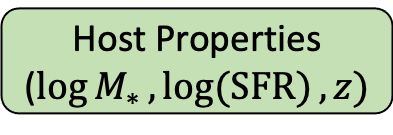 Host Properties
(log M∗ , log(SFR) , z)